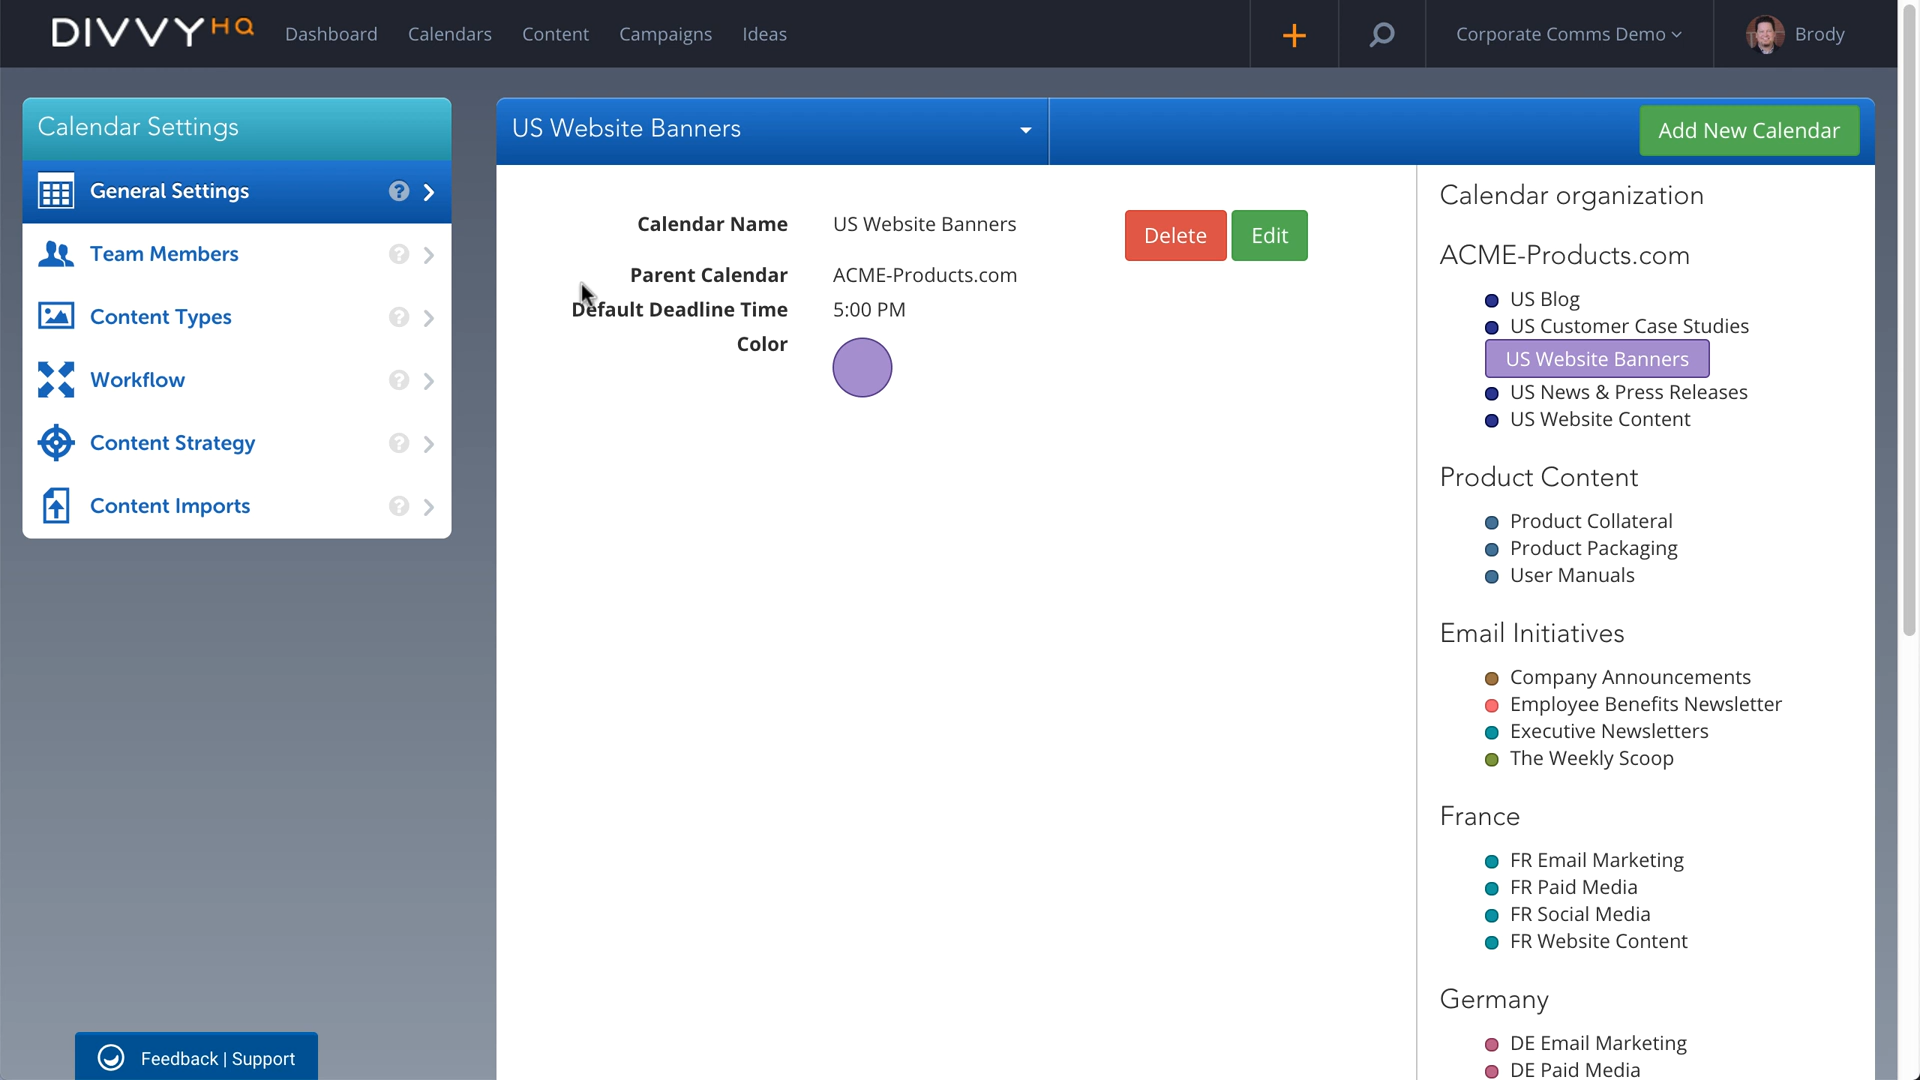 DIVVYHQ
Dashboard
Calendars
Content
Campaigns
Ideas
+
Corporate Comms Demo
Brody
Calendar Settings
General Settings ?
Team Members ?
Content Types ?
Workflow ?
Content Strategy ?
Content Imports ?
US Website Banners
Add New Calendar
Calendar Name US Website Banners
Delete
Edit
Parent Calendar ACME-Products.com
Default Deadline Time 5:00 PM
Color
Calendar organization
ACME-Products.com
US Blog
US Customer Case Studies
US Website Banners
US News & Press Releases
US Website Content
Product Content
Product Collateral
Product Packaging
User Manuals
Email Initiatives
Company Announcements
Employee Benefits Newsletter
Executive Newsletters
The Weekly Scoop
France
FR Email Marketing
FR Paid Media
FR Social Media
FR Website Content
Germany
DE Email Marketing
DE Paid Media
Feedback | Support